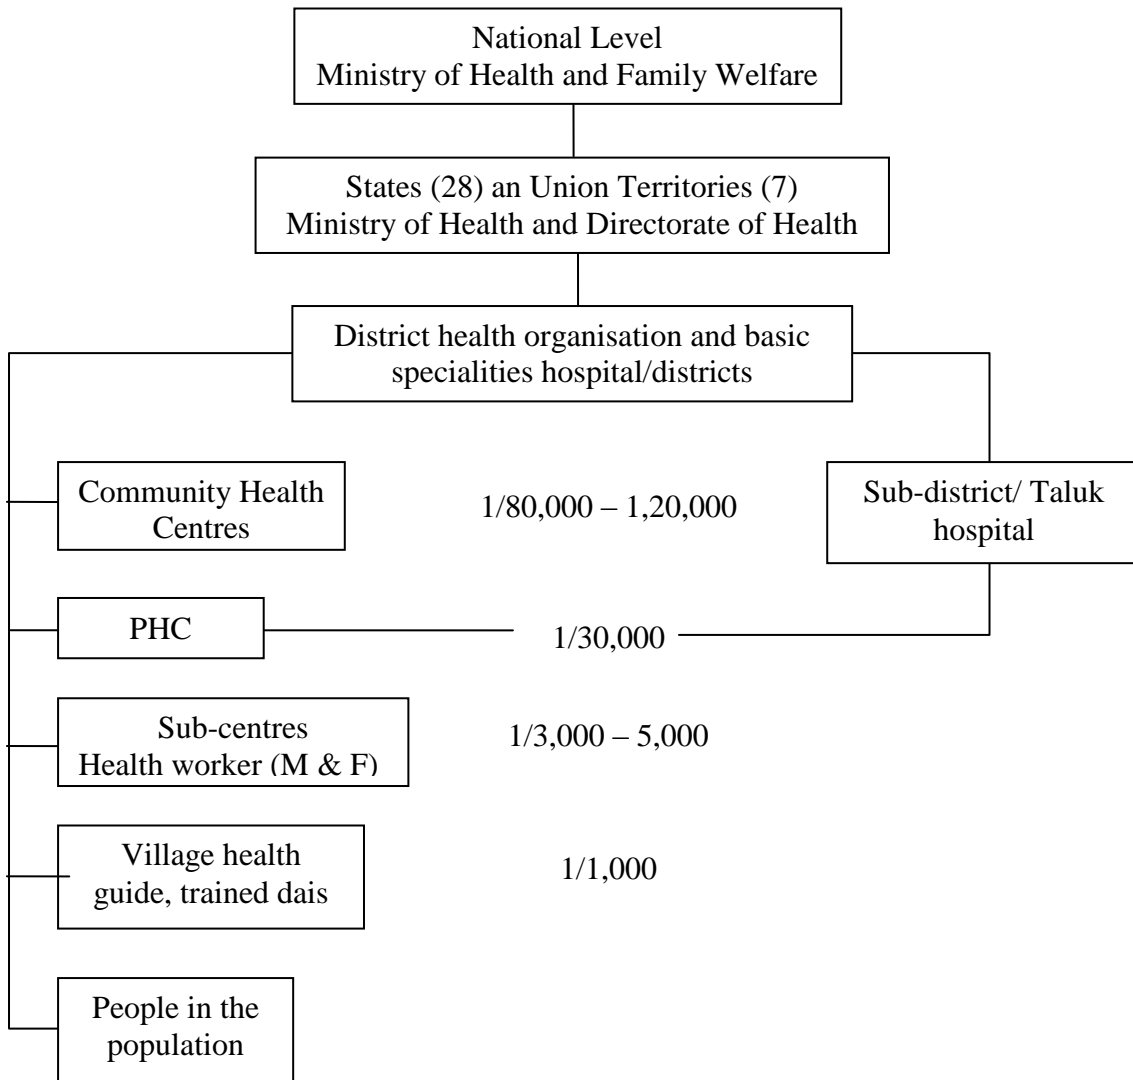 National Level
Ministry of Health and Family Welfare
States (28) an Union Territories (7)
Ministry of Health and Directorate of Health
District health organisation and basic
specialities hospital/districts
Community Health
Centres
1/80,000 – 1,20,000
Sub-district/ Taluk
hospital
PHC
1/30,000
Sub-centres
Health worker (M & F)
1/3,000 – 5,000
Village health
guide, trained dais
1/1,000
People in the
population